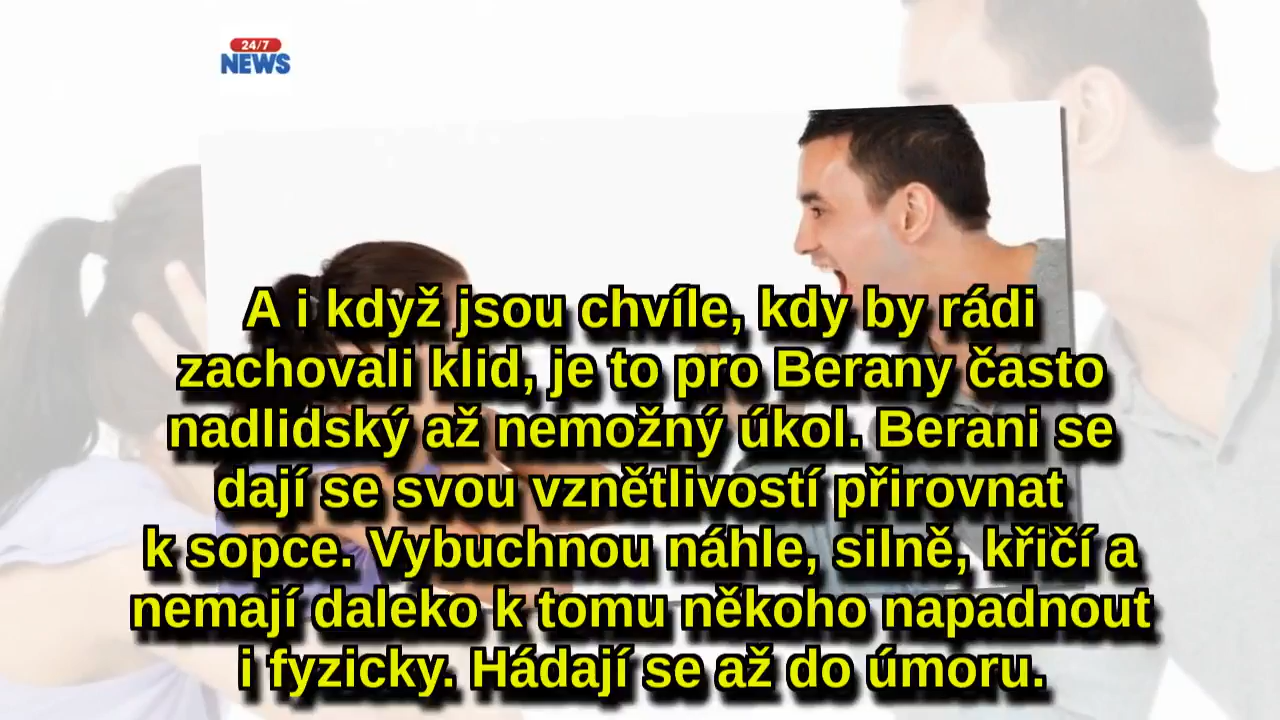 24/7
NEWS
A i když jsou chvíle, kdy by rádi
zachovali klid, je to pro Berany často
nadlidský až nemožný úkol. Berani se
dají se svou vznětlivostí přirovnat
k sopce. Vybuchnou náhle, silně, křičí a
nemají daleko k tomu někoho napadnout
i fyzicky. Hádají se až do úmoru.